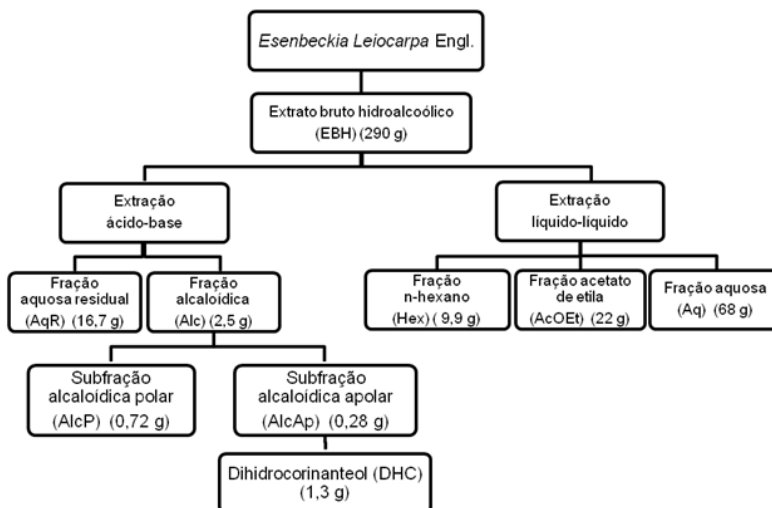 Esenbeckia Leiocarpa Engl.
Extrato bruto hidroalcoólico
(EBH) (290 g)
Extração
ácido-base
Extração
líquido-líquido
Fração
aquosa residual
(AqR) (16,7 g)
Fração
alcaloídica
(Alc) (2,5 g)
Fração
n-hexano
(Hex) ( 9,9 g)
Fração acetato
de etila
(AcOEt) (22 g)
Fração aquosa
(Aq) (68 g)
Subfração
alcaloídica polar
(AlcP) (0,72 g)
Subfração
alcaloídica apolar
(AlcAp) (0,28 g)
Dihidrocorinanteol (DHC)
(1,3 g)